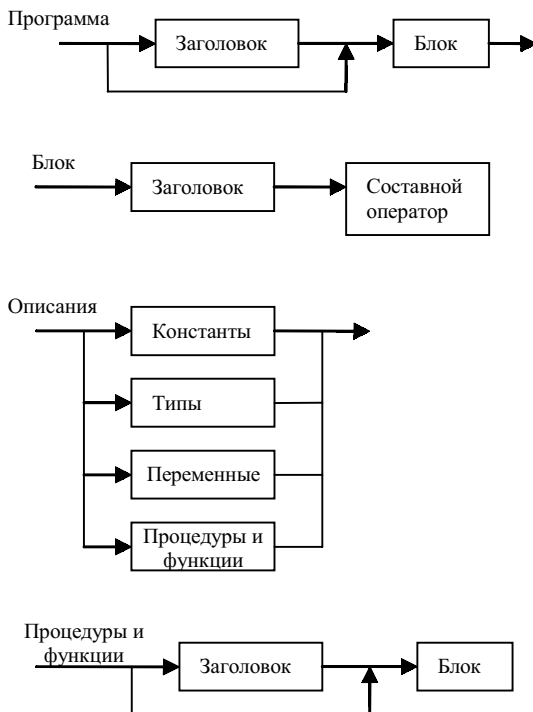 Программа
Заголовок
Блок
Блок
Заголовок
Составной
оператор
Описания
Константы
Типы
Переменные
Процедуры и
функции
Процедуры и
функции
Заголовок
Блок